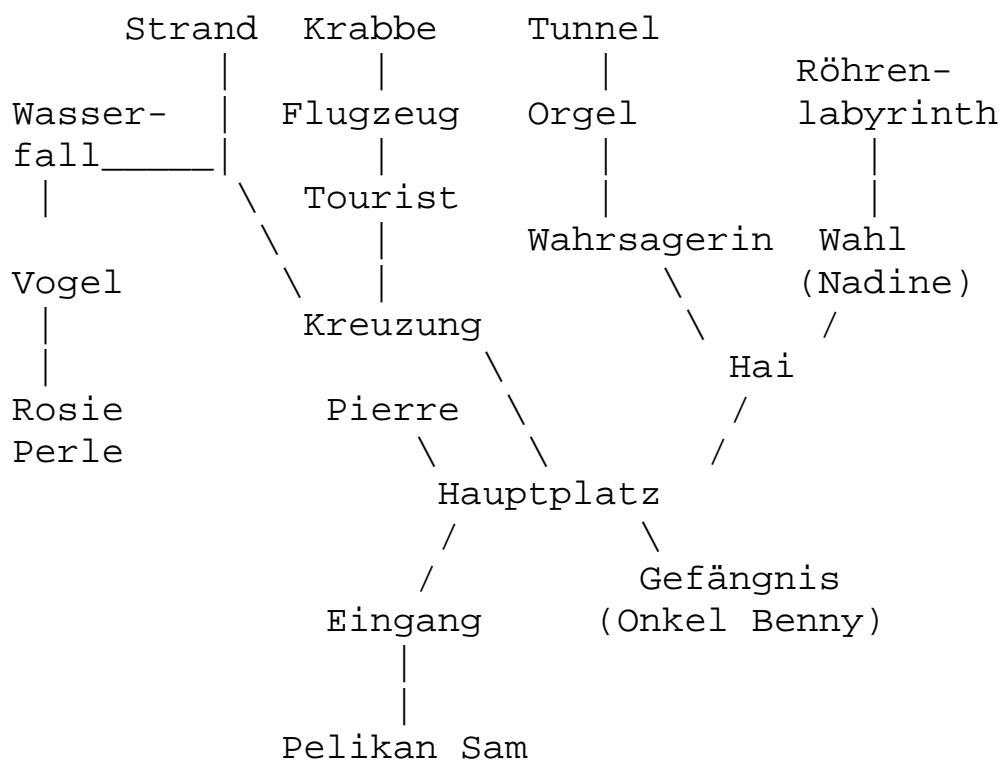 Strand Krabbe Tunnel
Röhren-
Wasser- Flugzeug Orgel labyrinth
fall
Tourist
Wahrsagerin Wahl
Vogel (Nadine)
Kreuzung
Hai
Rosie Pierre
Perle
Hauptplatz
Gefängnis
Eingang (Onkel Benny)
Pelikan Sam